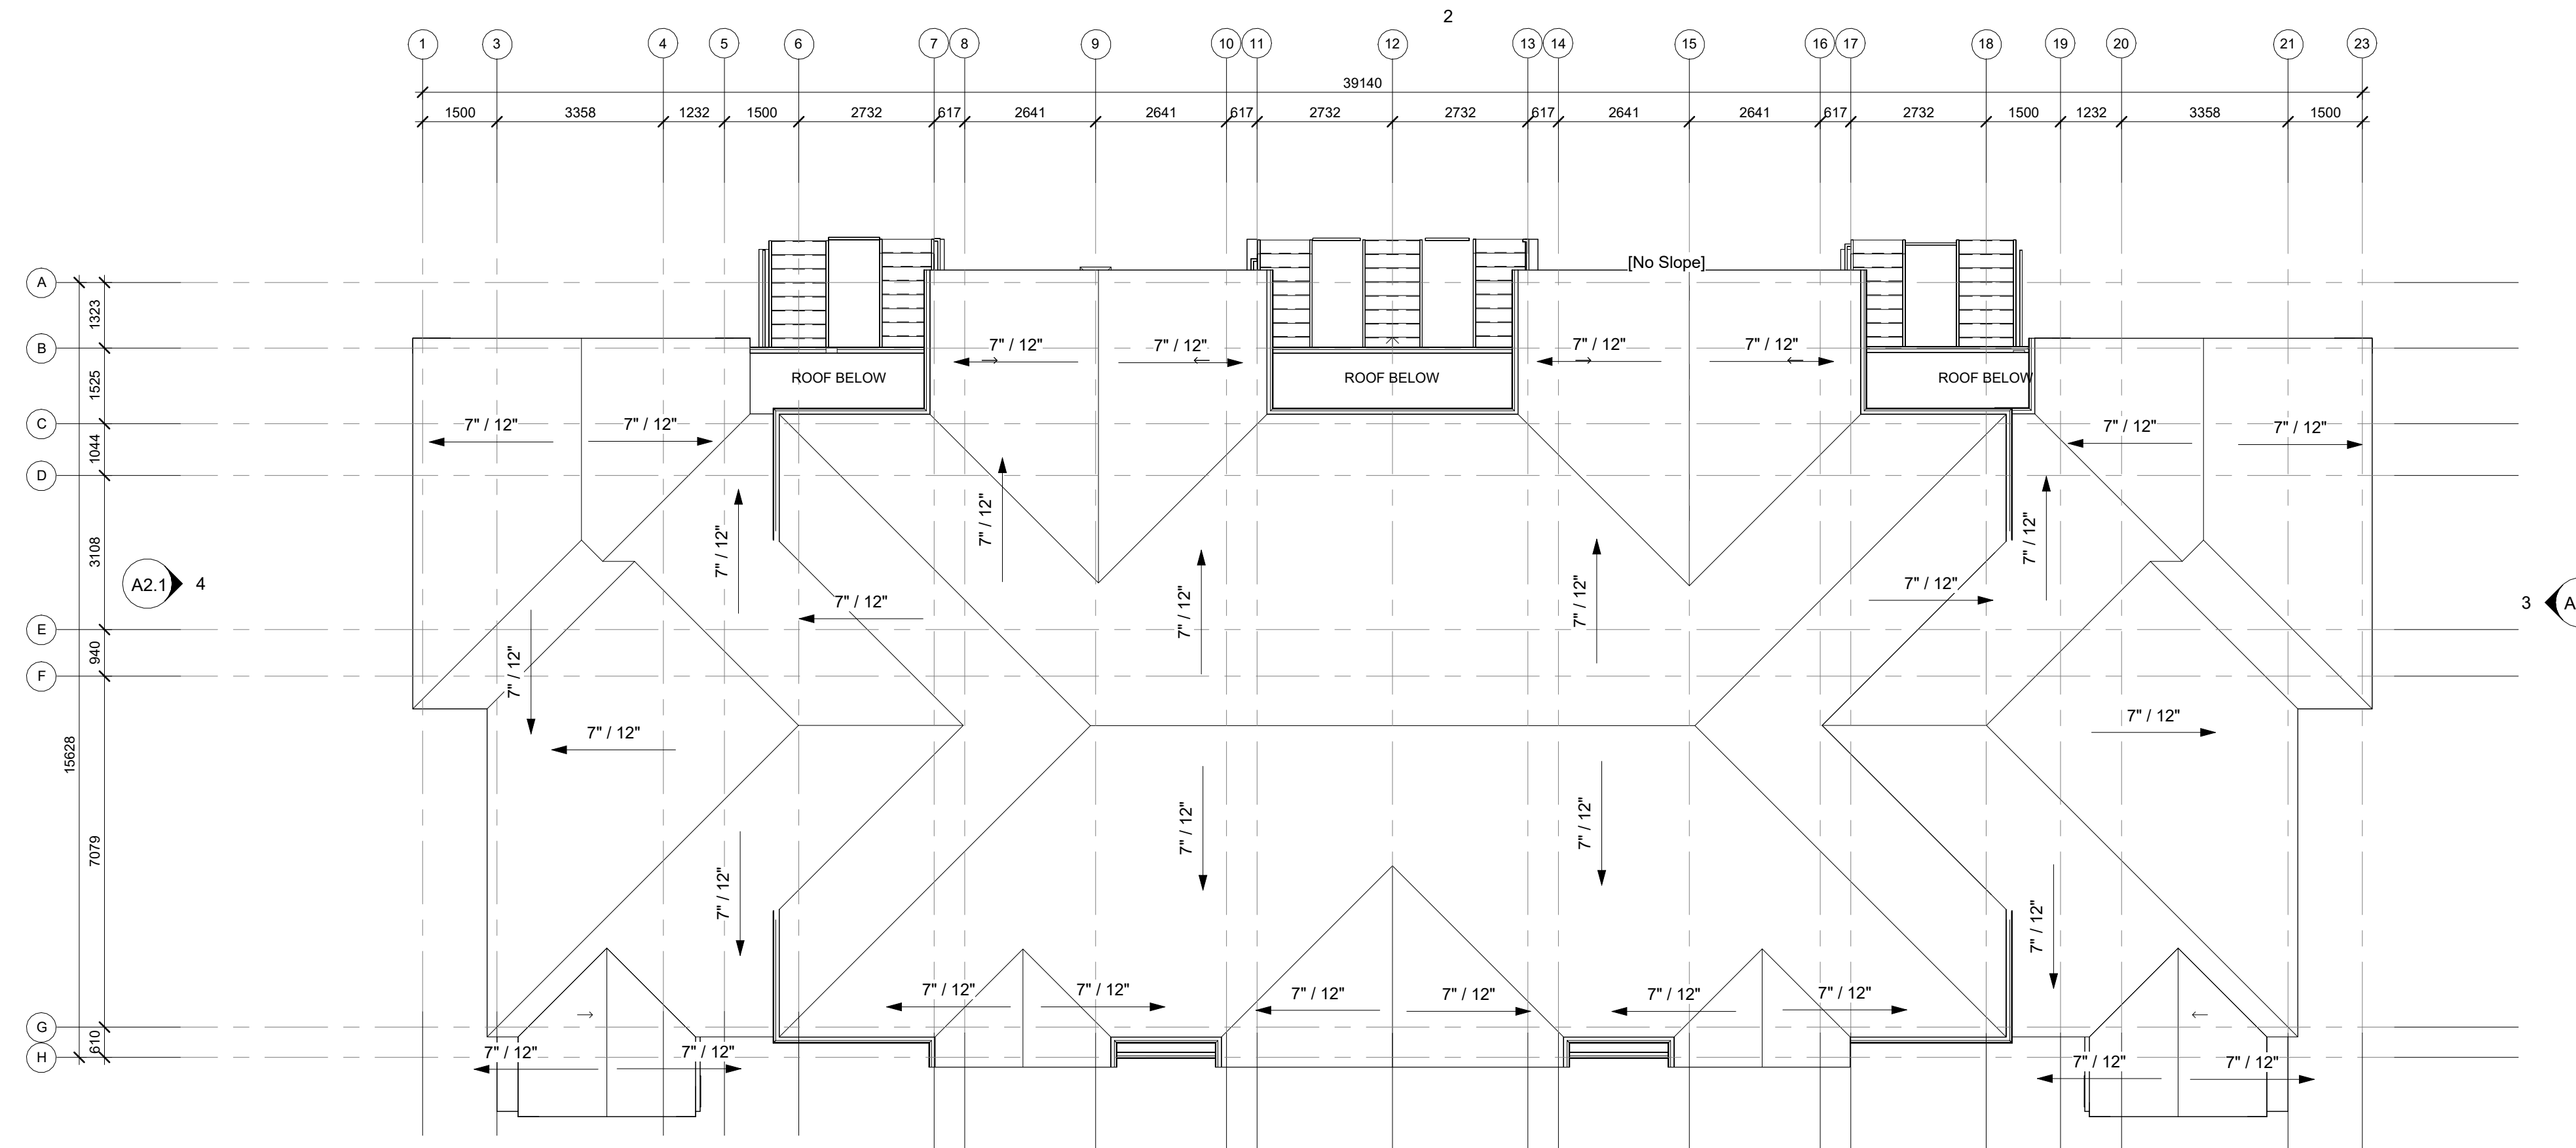 2
1 3 4 5 6 7 8 9 10 11 12 13 14 15 16 17 18 19 20 21 23
39140
1500 3358 1232 1500 2732 617 2641 2641 617 2732 2732 617 2641 2641 617 2732 1500 1232 3358 1500
[No Slope]
A
1323
B
7" / 12" 7" / 12" 7" / 12" 7" / 12"
ROOF BELOW ROOF BELOW ROOF BELOW
1525
C
7" / 12" 7" / 12" 7" / 12" 7" / 12"
1044
D
7" / 12" 7" / 12" 7" / 12"
3108
A2.1 4
7" / 12" 7" / 12"
7" / 12" 7" / 12"
3 A
E
940
7" / 12"
F
7" / 12" 7" / 12"
15628
7" / 12" 7" / 12"
7079
7" / 12" 7" / 12"
7" / 12" 7" / 12" 7" / 12" 7" / 12" 7" / 12" 7" / 12"
G
610
H
7" / 12" 7" / 12" 7" / 12" 7" / 12"